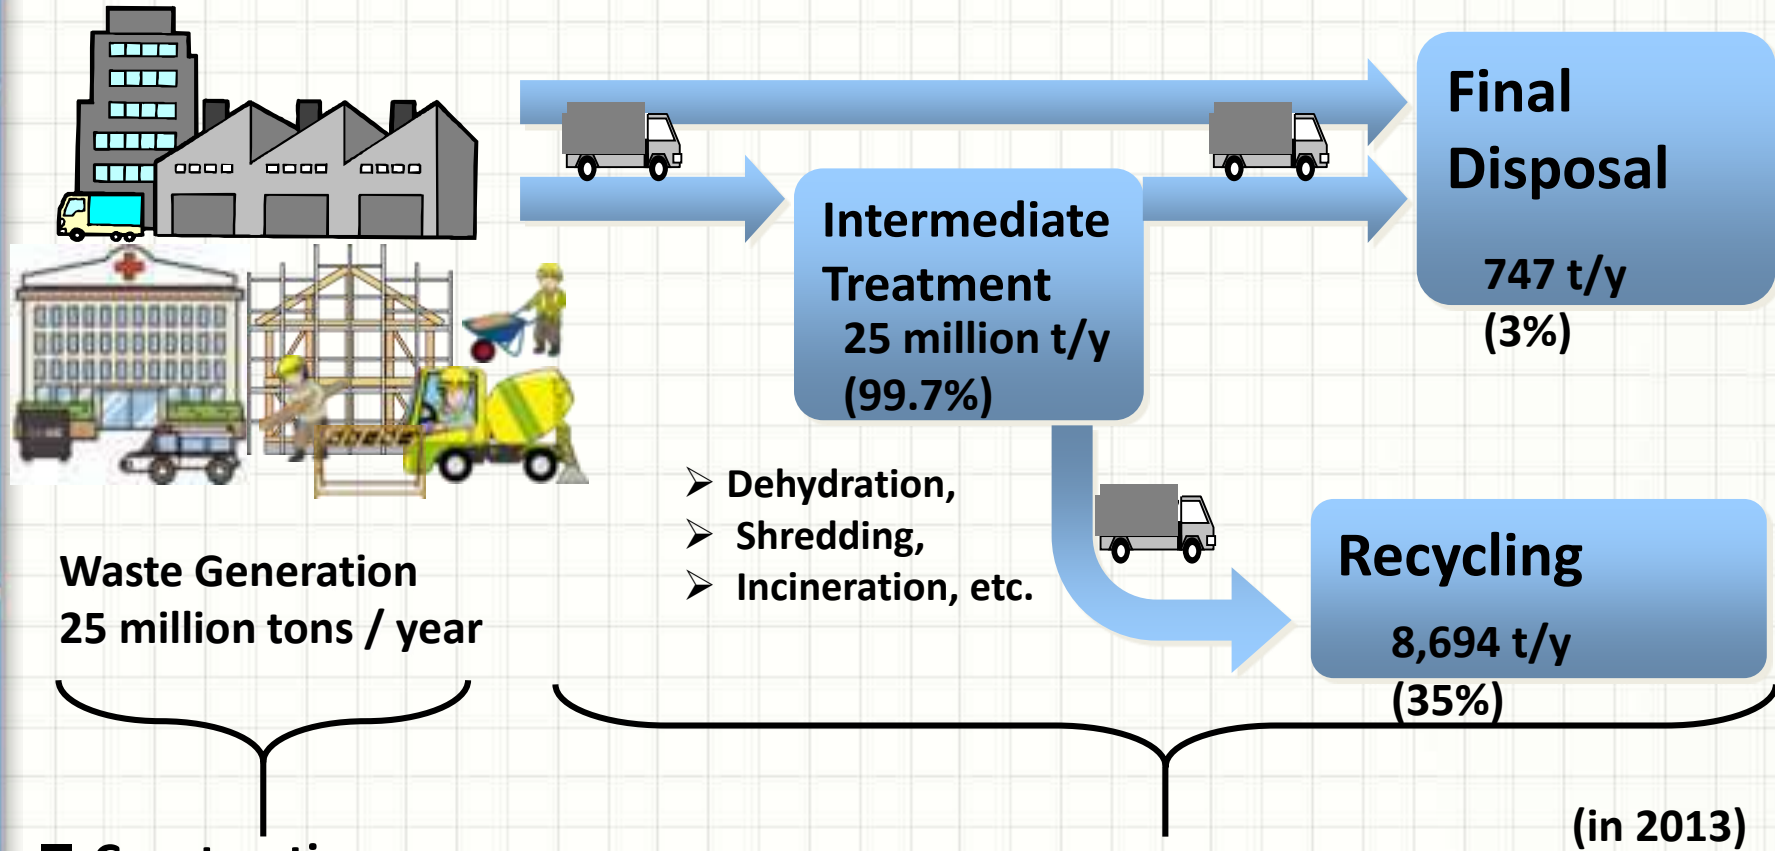 Final
Disposal
747 t/y
(3%)
Intermediate
Treatment
25 million t/y
(99.7%)
➢ Dehydration,
➢ Shredding,
➢ Incineration, etc.
Recycling
8,694 t/y
(35%)
Waste Generation
25 million tons / year
(in 2013)